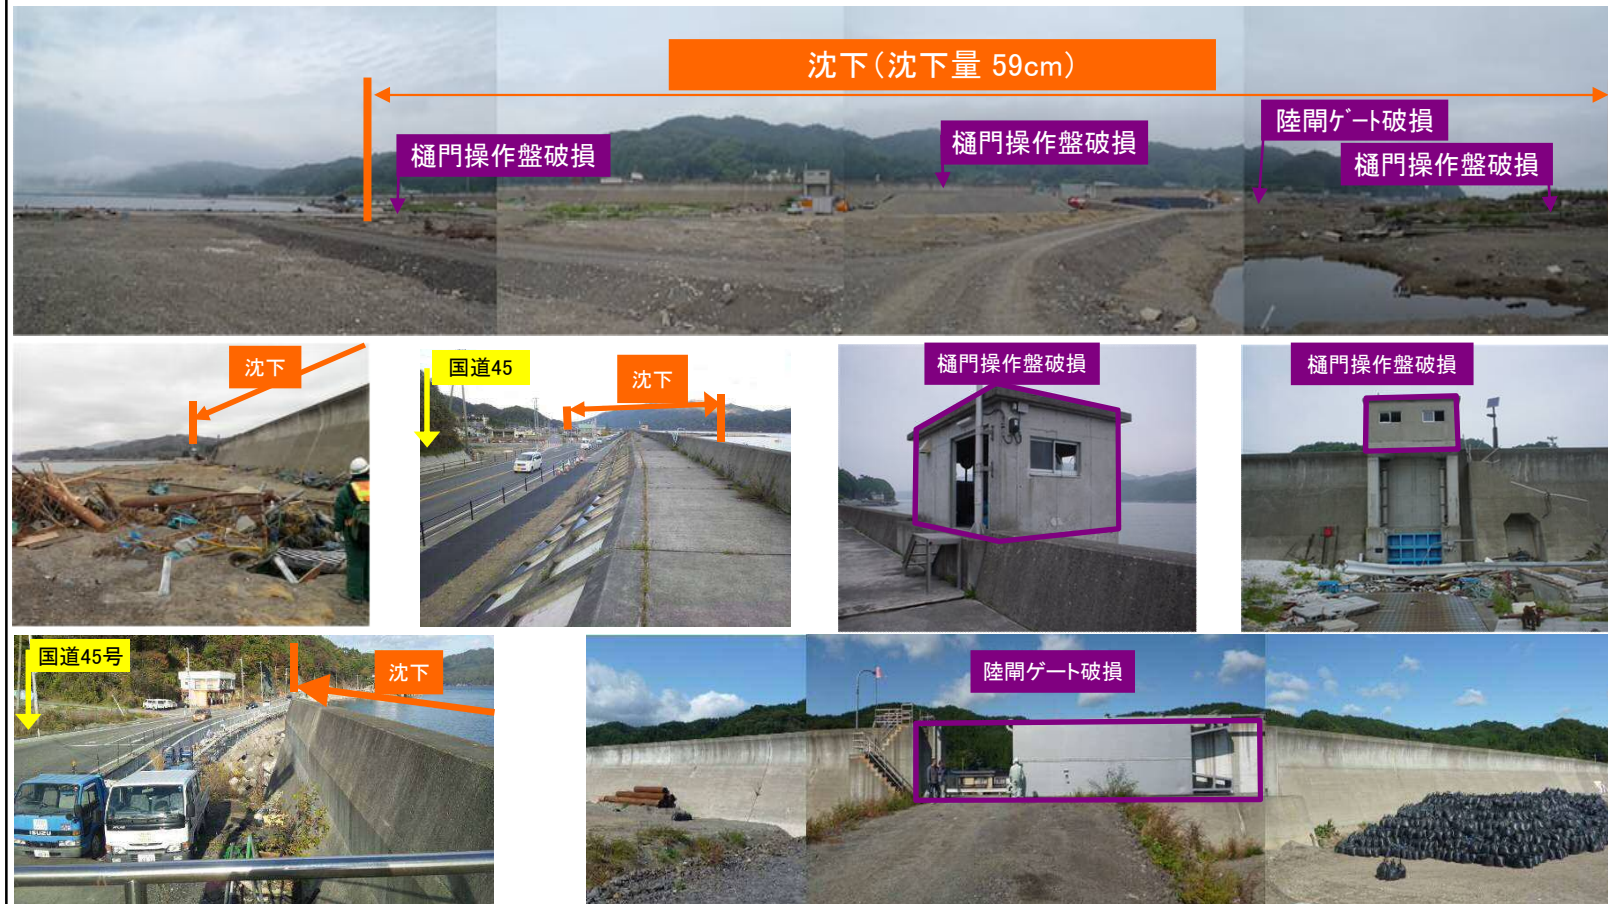 沈下(沈下量 59cm)
樋門操作盤破損
樋門操作盤破損
陸閘ゲート破損
樋門操作盤破損
沈下
国道45
沈下
樋門操作盤破損
樋門操作盤破損
国道45号
沈下
陸閘ゲート破損
ISUZU